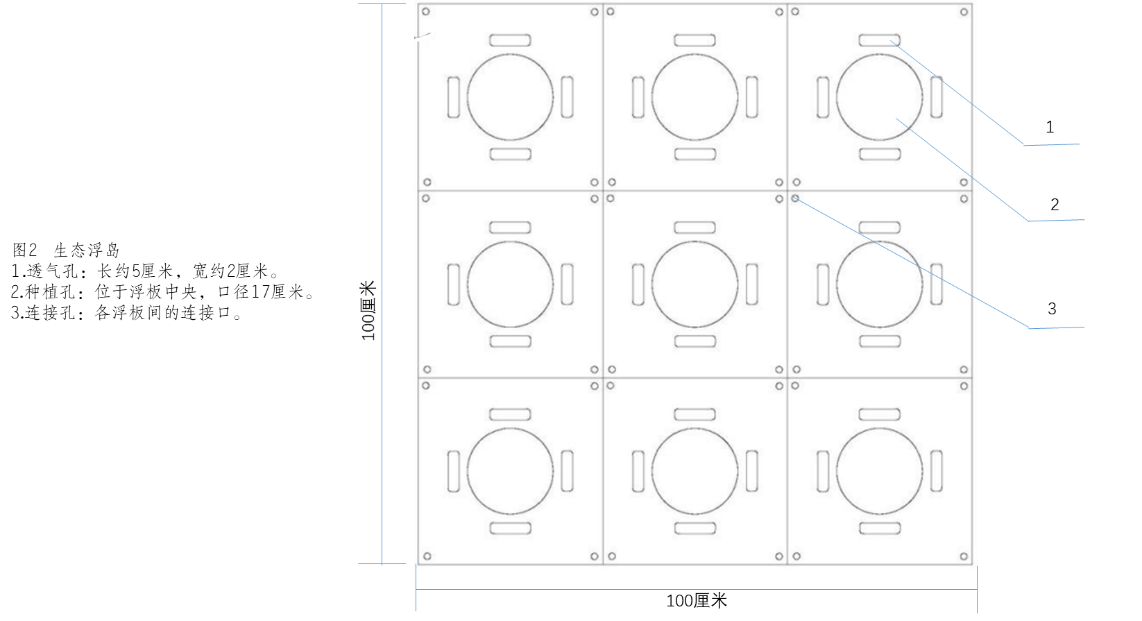 图2 生态浮岛
1.透气孔：长约5厘米，宽约2厘米。
2.种植孔：位于浮板中央，口径17厘米。
3.连接孔：各浮板间的连接口。
100厘米
1
2
3
100厘米